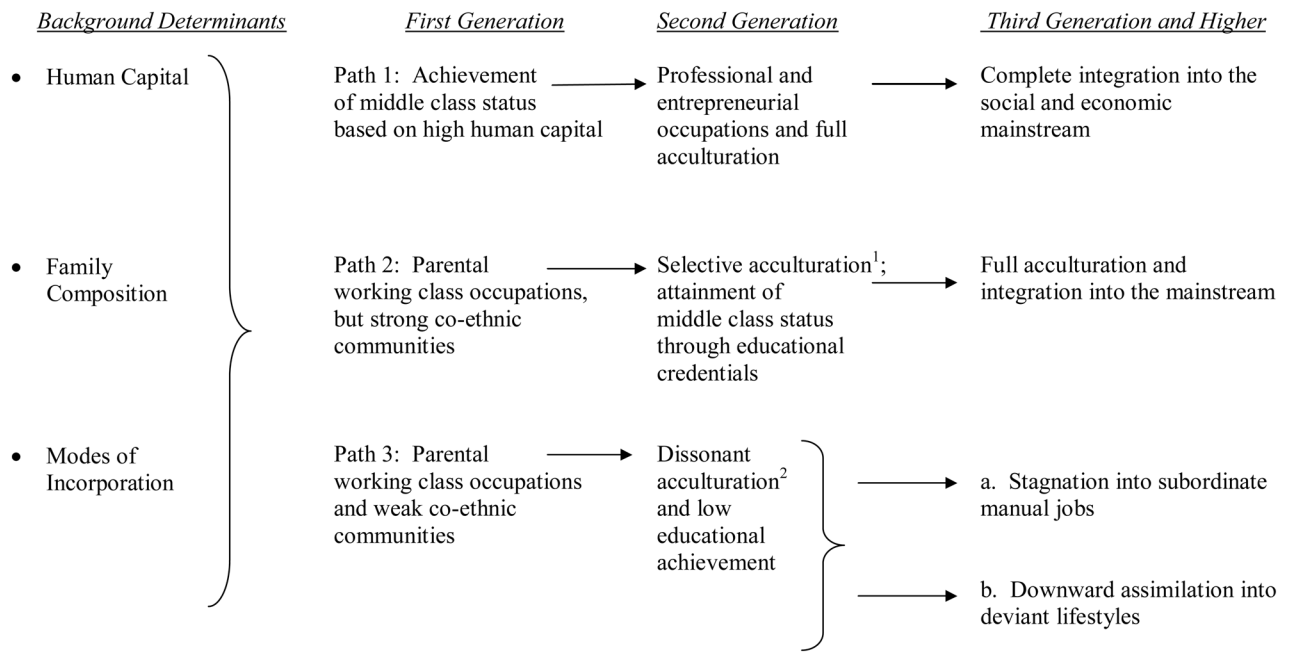 Background Determinants
First Generation
Second Generation
Third Generation and Higher
• Human Capital
Path 1: Achievement
of middle class status
based on high human capital
Professional and
entrepreneurial
occupations and full
acculturation
Complete integration into the
social and economic
mainstream
• Family
Composition
Path 2: Parental
working class occupations,
but strong co-ethnic
communities
Selective acculturation1;
attainment of
middle class status
through educational
credentials
Full acculturation and
integration into the mainstream
• Modes of
Incorporation
Path 3: Parental
working class occupations
and weak co-ethnic
communities
Dissonant
acculturation2
and low
educational
achievement
a. Stagnation into subordinate
manual jobs
b. Downward assimilation into
deviant lifestyles